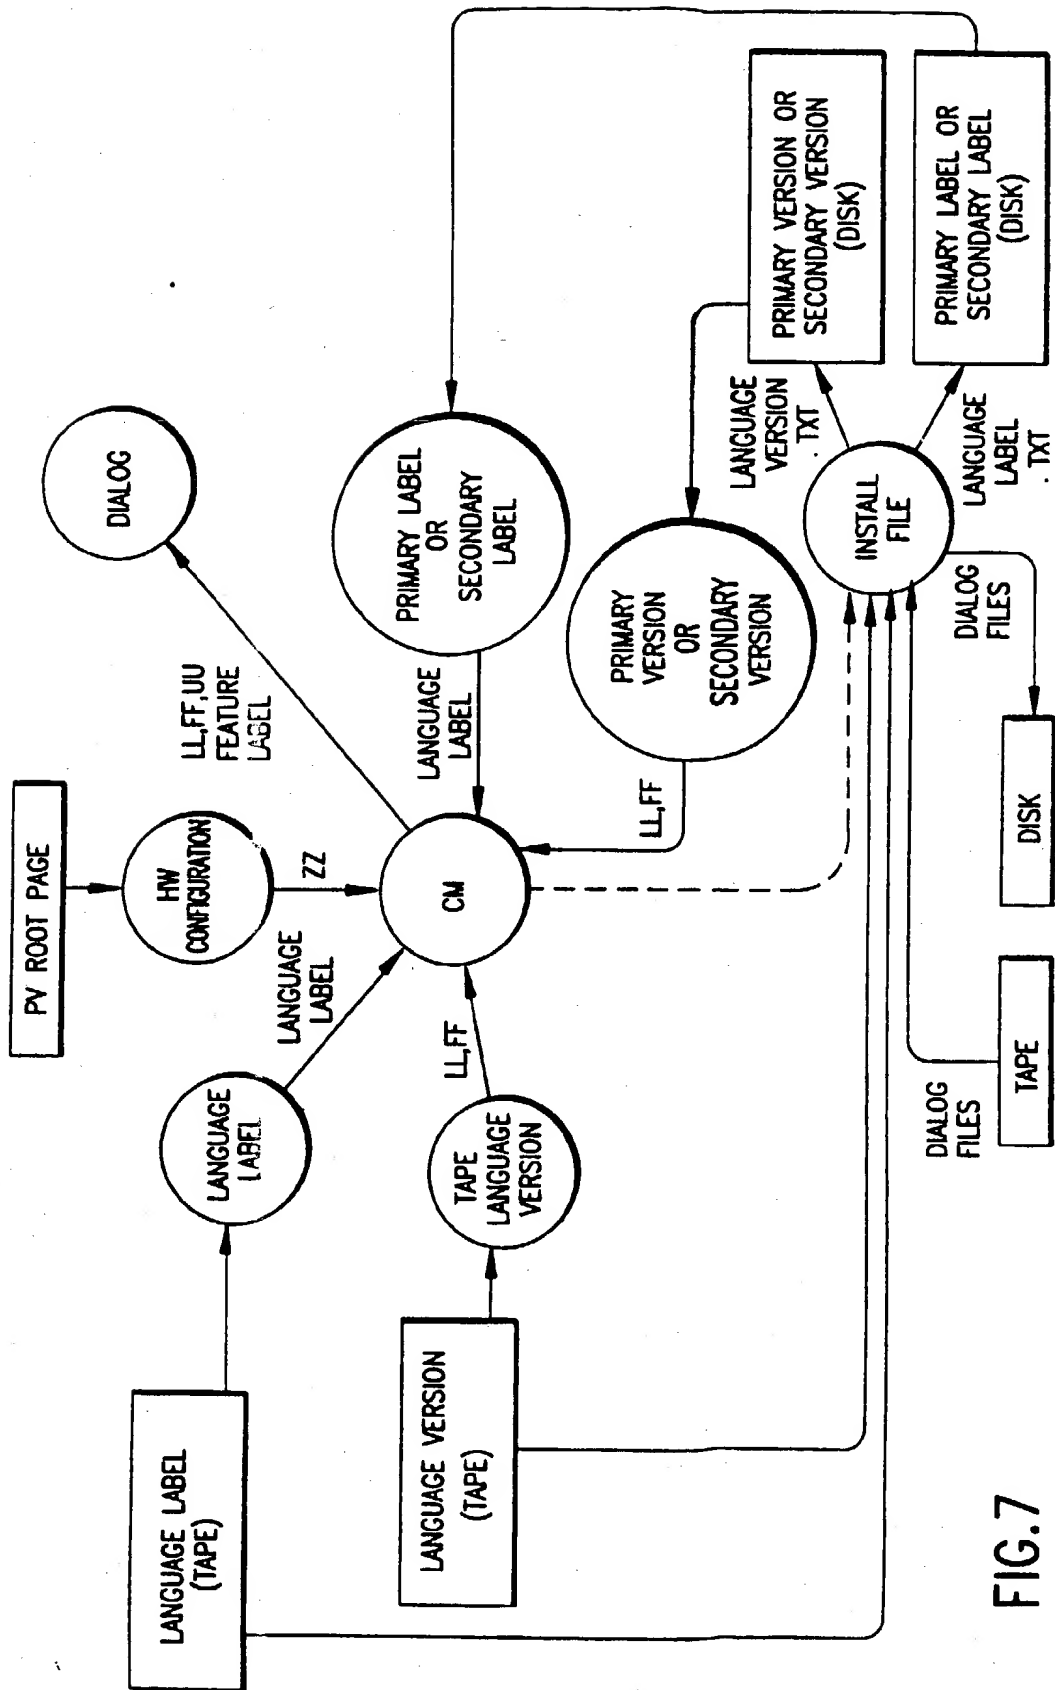 PV ROOT PAGE
HW
CONFIGURATION
ZZ
LL,FF,UU
FEATURE
LABEL
DIALOG
LANGUAGE LABEL
(TAPE)
LANGUAGE
LABEL
LANGUAGE
LABEL
CM
LANGUAGE
LABEL
PRIMARY LABEL
OR
SECONDARY
LABEL
LANGUAGE VERSION
(TAPE)
TAPE
LANGUAGE
VERSION
LL,FF
LL,FF
PRIMARY
VERSION
OR
SECONDARY
VERSION
LANGUAGE
VERSION
.TXT
PRIMARY VERSION OR
SECONDARY VERSION
(DISK)
INSTALL
FILE
LANGUAGE
LABEL
.TXT
PRIMARY LABEL OR
SECONDARY LABEL
(DISK)
DIALOG
FILES
TAPE
DIALOG
FILES
DISK
FIG.7